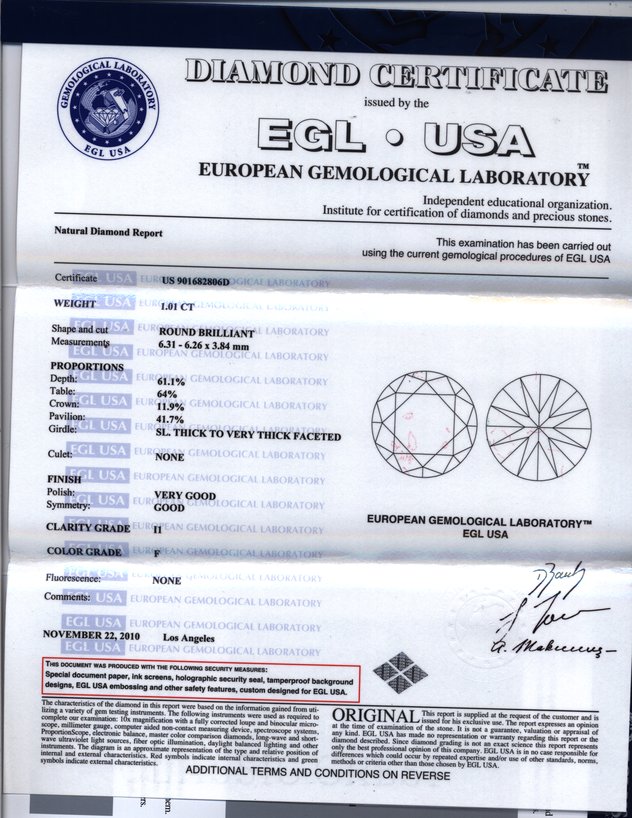 GEMOLOGICAL LABORATORY
EGL USA
DIAMOND CERTIFICATE
issued by the
EGL • USA
EUROPEAN GEMOLOGICAL LABORATORY™
Independent educational organization.
Institute for certification of diamonds and precious stones.
Natural Diamond Report
This examination has been carried out
using the current gemological procedures of EGL USA
Certificate US 901682806D
WEIGHT 1.01 CT
Shape and cut ROUND BRILLIANT
Measurements 6.31 - 6.26 x 3.84 mm
PROPORTIONS
Depth: 61.1%
Table: 64%
Crown: 11.9%
Pavilion: 41.7%
Girdle: SL. THICK TO VERY THICK FACETED
Culet: NONE
FINISH
Polish: VERY GOOD
Symmetry: GOOD
CLARITY GRADE I1
COLOR GRADE F
Fluorescence: NONE
Comments:
EUROPEAN GEMOLOGICAL LABORATORY™
EGL USA
NOVEMBER 22, 2010 Los Angeles
THIS DOCUMENT WAS PRODUCED WITH THE FOLLOWING SECURITY MEASURES:
Special document paper, ink screens, holographic security seal, tamperproof background
designs, EGL USA embossing and other safety features, custom designed for EGL USA.
The characteristics of the diamond in this report were based on the information gained from uti-
lizing a variety of gem testing instruments. The following instruments were used as required to
complete our examination: 10x magnification with a fully corrected loupe and binocular micro-
scope, millimeter gauge, computer aided non-contact measuring device, spectroscope systems,
ProportionScope, electronic balance, master color comparison diamonds, long-wave and short-
wave ultraviolet light sources, fiber optic illumination, daylight balanced lighting and other
instruments. The diagram is an approximate representation of the type and relative position of
internal and external characteristics. Red symbols indicate internal characteristics and green
symbols indicate external characteristics.
ORIGINAL This report is supplied at the request of the customer and is
issued for his exclusive use. The report expresses an opinion
at the time of examination of the stone. It is not a guarantee, valuation or appraisal of
any kind. EGL USA has made no representation or warranty regarding this report or the
diamond described. Since diamond grading is not an exact science this report represents
only the best professional opinion of this company. EGL USA is in no case responsible for
differences which could occur by repeated expertise and/or use of other standards, norms,
methods or criteria other than those chosen by EGL USA.
ADDITIONAL TERMS AND CONDITIONS ON REVERSE